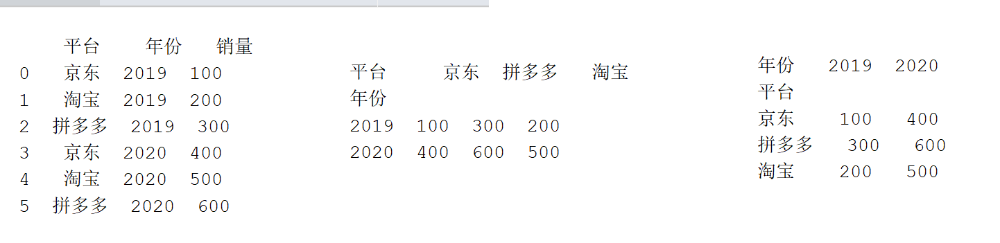 平台 年份 销量
0 京东 2019 100
1 淘宝 2019 200
2 拼多多 2019 300
3 京东 2020 400
4 淘宝 2020 500
5 拼多多 2020 600
平台 京东 拼多多 淘宝
年份
2019 100 300 200
2020 400 600 500
年份 2019 2020
平台
京东 100 400
拼多多 300 600
淘宝 200 500